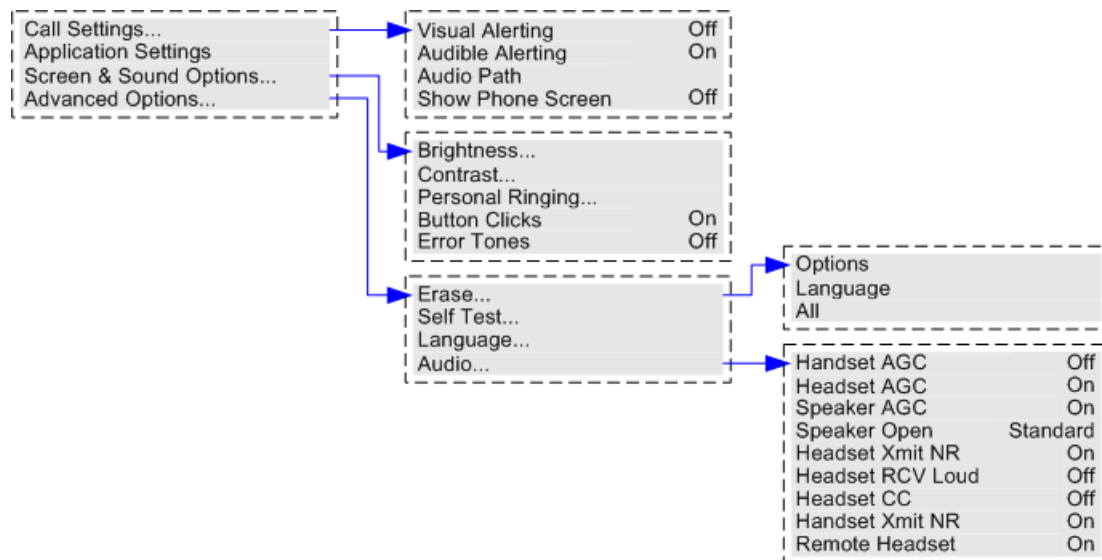 Call Settings...
Application Settings
Screen & Sound Options...
Advanced Options...
Visual Alerting Off
Audible Alerting On
Audio Path
Show Phone Screen Off
Brightness...
Contrast...
Personal Ringing...
Button Clicks On
Error Tones Off
Erase...
Self Test...
Language...
Audio...
Options
Language
All
Handset AGC Off
Headset AGC On
Speaker AGC On
Speaker Open Standard
Headset Xmit NR On
Headset RCV Loud Off
Headset CC Off
Handset Xmit NR On
Remote Headset On